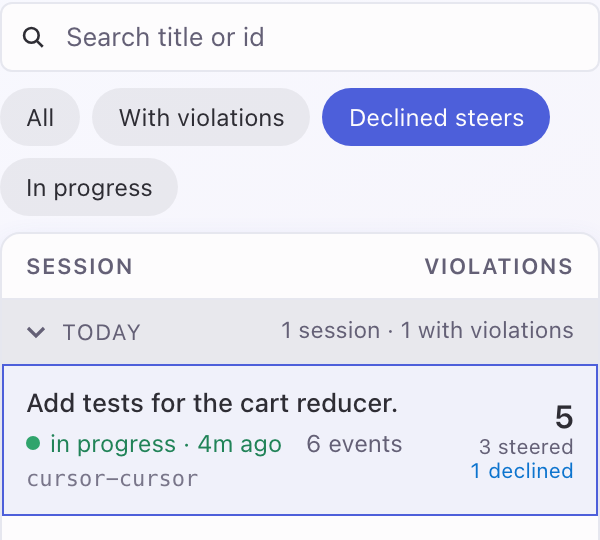 Search title or id
All With violations Declined steers
In progress
SESSION VIOLATIONS
TODAY 1 session · 1 with violations
Add tests for the cart reducer. 5
in progress · 4m ago 6 events 3 steered
cursor–cursor 1 declined